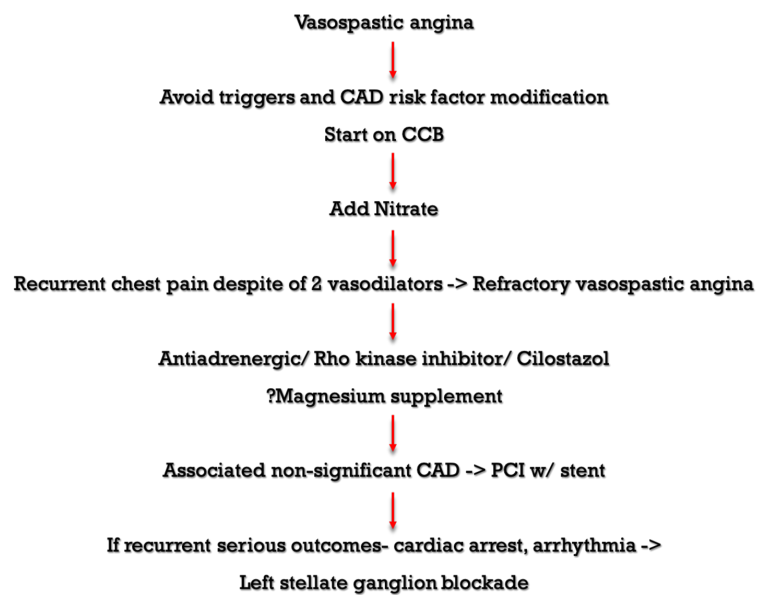 Vasospastic angina
Avoid triggers and CAD risk factor modification
Start on CCB
Add Nitrate
Recurrent chest pain despite of 2 vasodilators -> Refractory vasospastic angina
Antiadrenergic/ Rho kinase inhibitor/ Cilostazol
?Magnesium supplement
Associated non-significant CAD -> PCI w/ stent
If recurrent serious outcomes- cardiac arrest, arrhythmia ->
Left stellate ganglion blockade